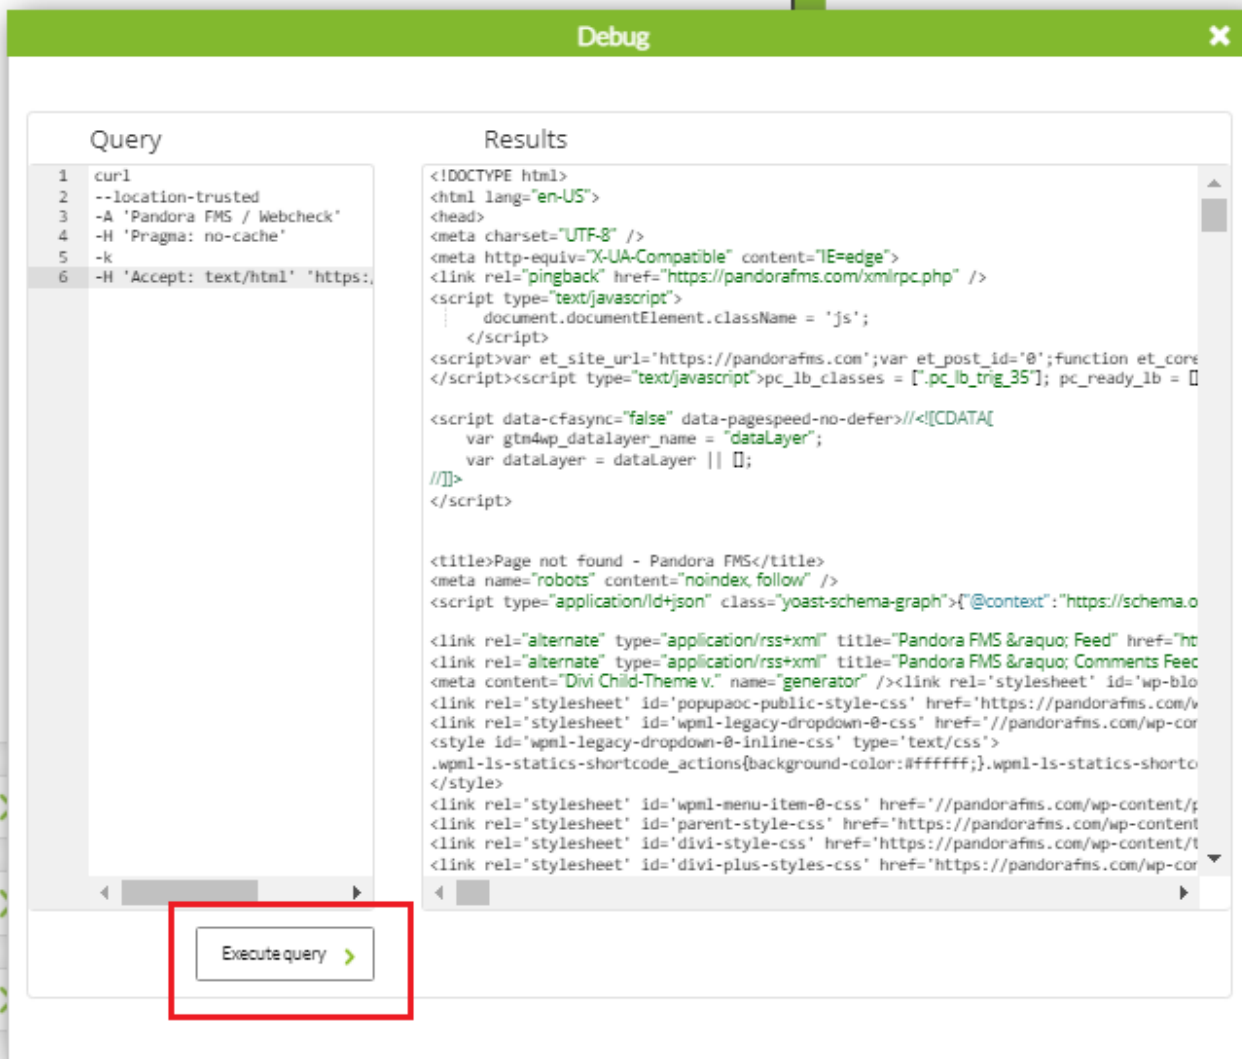 Debug
Query
1 curl
2 --location-trusted
3 -A 'Pandora FMS / Webcheck'
4 -H 'Pragma: no-cache'
5 -k
6 -H 'Accept: text/html' 'https:/
Results
<!DOCTYPE html>
<html lang="en-US">
<head>
<meta charset="UTF-8" />
<meta http-equiv="X-UA-Compatible" content="IE=edge">
<link rel="pingback" href="https://pandorafms.com/xmlrpc.php" />
<script type="text/javascript">
document.documentElement.className = 'js';
</script>
<script>var et_site_url='https://pandorafms.com';var et_post_id='0';function et_core
</script><script type="text/javascript">pc_lb_classes = [".pc_lb_trig_35"]; pc_ready_lb = []
<script data-cfasync="false" data-pagespeed-no-defer>//<![CDATA[
var gtm4wp_datalayer_name = "dataLayer";
var dataLayer = dataLayer || [];
//]]>
</script>
<title>Page not found - Pandora FMS</title>
<meta name="robots" content="noindex, follow" />
<script type="application/ld+json" class="yoast-schema-graph">{"@context":"https://schema.o
<link rel="alternate" type="application/rss+xml" title="Pandora FMS &raquo; Feed" href="ht
<link rel="alternate" type="application/rss+xml" title="Pandora FMS &raquo; Comments Feed
<meta content="Divi Child-Theme v." name="generator" /><link rel='stylesheet' id='wp-blo
<link rel='stylesheet' id='popupaoc-public-style-css' href='https://pandorafms.com/w
<link rel='stylesheet' id='wpml-legacy-dropdown-0-css' href='//pandorafms.com/wp-con
<style id='wpml-legacy-dropdown-0-inline-css' type='text/css'>
.wpml-ls-statics-shortcode_actions{background-color:#ffffff;}.wpml-ls-statics-shortc
</style>
<link rel='stylesheet' id='wpml-menu-item-0-css' href='//pandorafms.com/wp-content/p
<link rel='stylesheet' id='parent-style-css' href='https://pandorafms.com/wp-content
<link rel='stylesheet' id='divi-style-css' href='https://pandorafms.com/wp-content/t
<link rel='stylesheet' id='divi-plus-styles-css' href='https://pandorafms.com/wp-con
Execute query